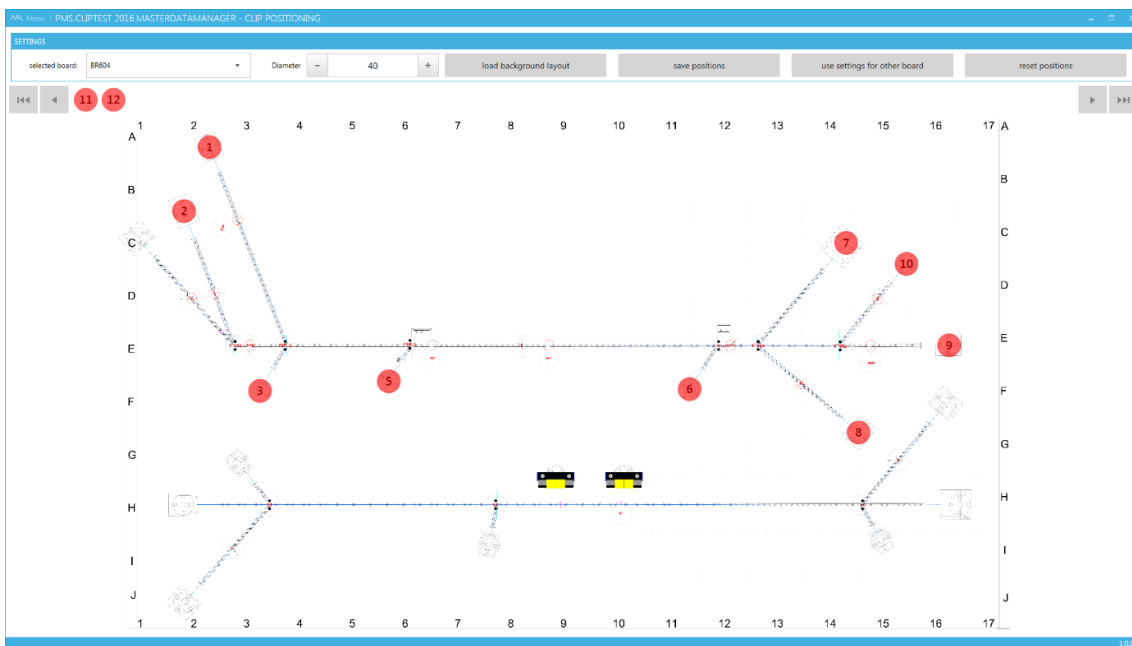 Menu | PMS CLIPTEST 2016 MASTERDATAMANAGER - CLIP POSITIONING
SETTINGS
selected board: BR604 Diameter − 40 + load background layout save positions use settings for other board reset positions
11 12
1 2 3 4 5 6 7 8 9 10 11 12 13 14 15 16 17
A A
1
B B
2
C C
7
10
D D
E E
9
5
3 6
F F
8
G G
H H
I I
J J
1 2 3 4 5 6 7 8 9 10 11 12 13 14 15 16 17